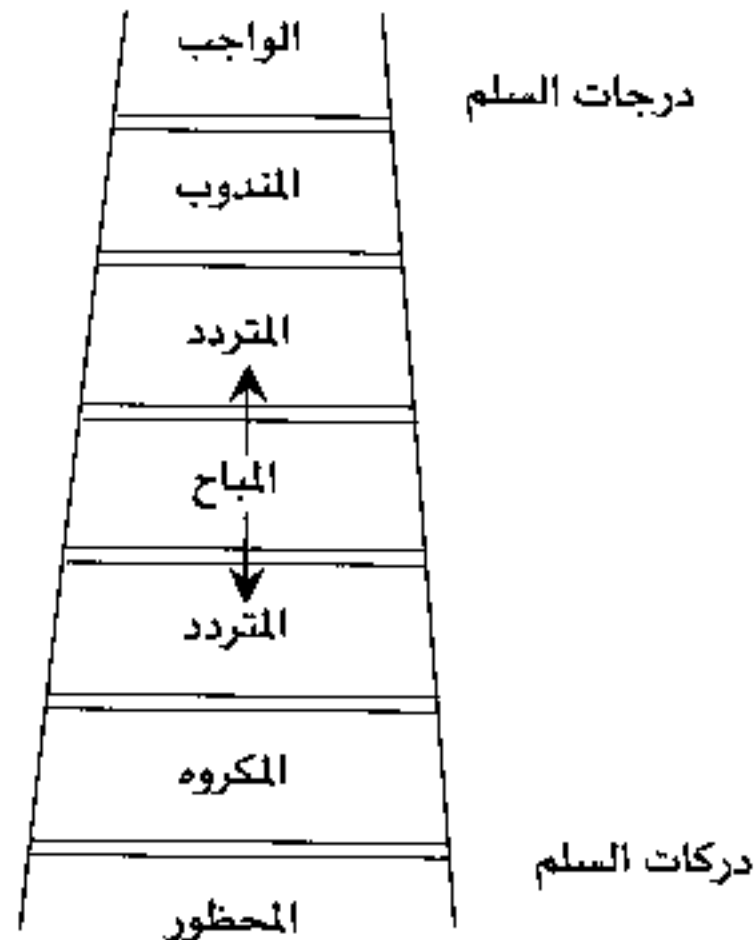 الواجب
درجات السلم
المندوب
المتردد
المباح
المتردد
المكروه
دركات السلم
المحظور